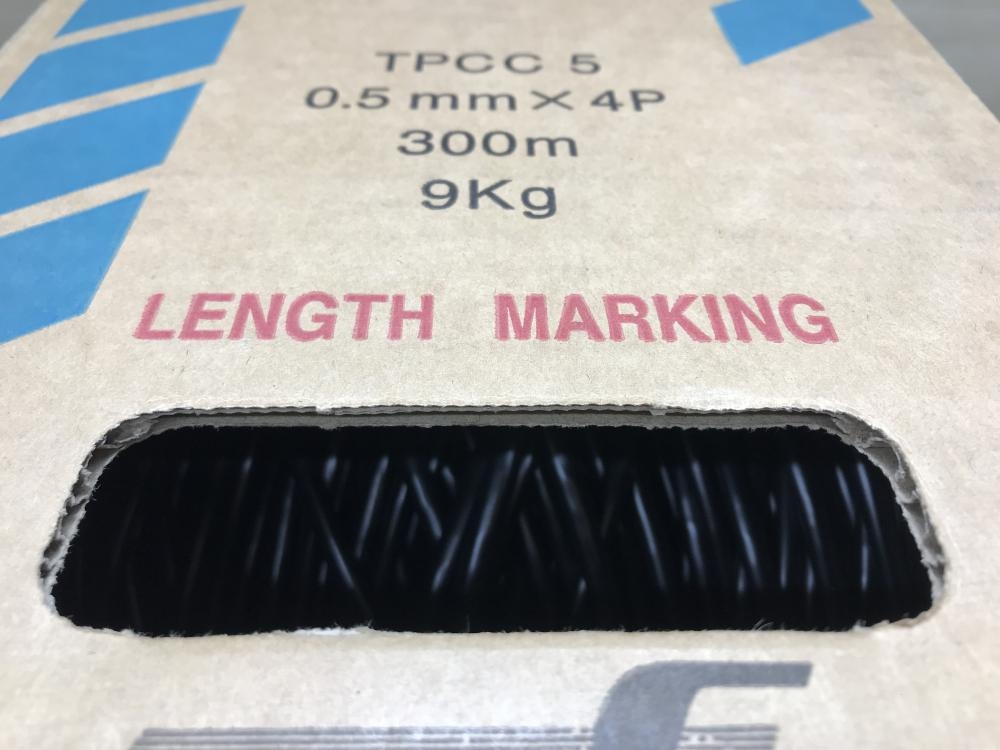 TPCC 5
0.5 mm×4P
300m
9Kg
LENGTH MARKING